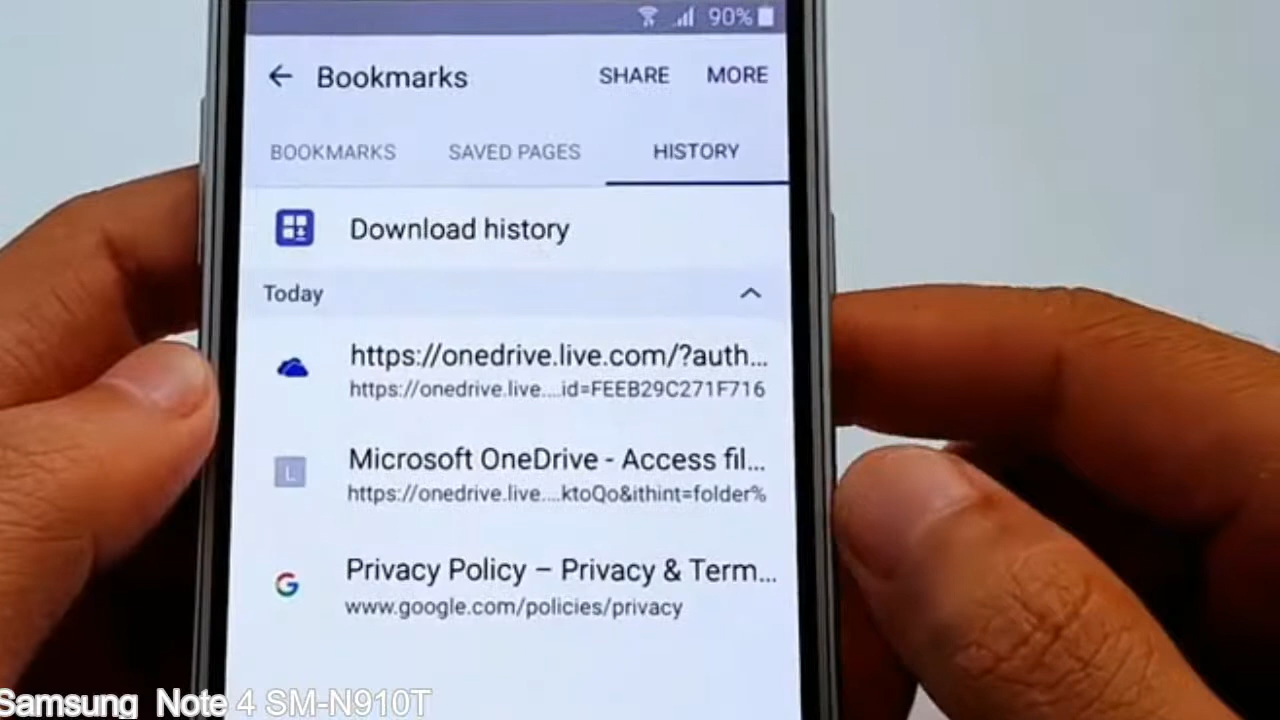 90%
Bookmarks SHARE MORE
BOOKMARKS SAVED PAGES HISTORY
Download history
Today
https://onedrive.live.com/?auth...
https://onedrive.live....id=FEEB29C271F716
L
Microsoft OneDrive - Access fil...
https://onedrive.live....ktoQo&ithint=folder%
Privacy Policy – Privacy & Term...
www.google.com/policies/privacy
Samsung Note 4 SM-N910T